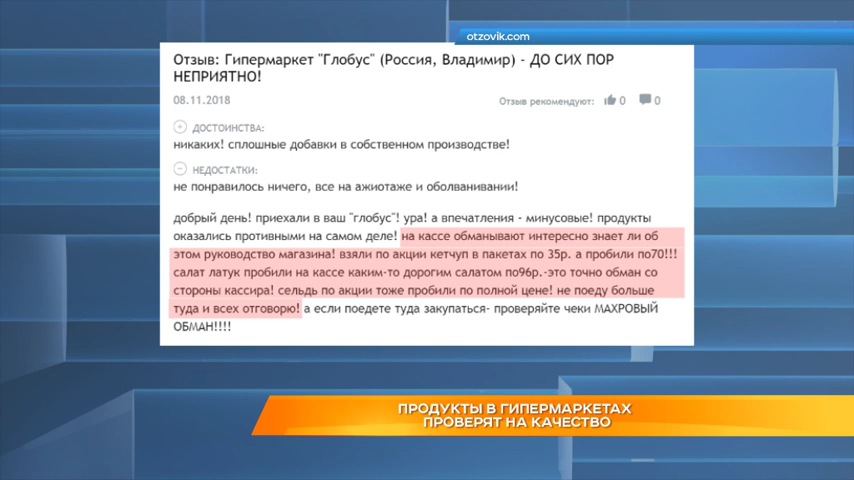 otzovik.com
Отзыв: Гипермаркет "Глобус" (Россия, Владимир) - ДО СИХ ПОР
НЕПРИЯТНО!
08.11.2018
Отзыв рекомендуют: 0 0
ДОСТОИНСТВА:
никаких! сплошные добавки в собственном производстве!
НЕДОСТАТКИ:
не понравилось ничего, все на ажиотаже и оболванивании!
добрый день! приехали в ваш "глобус"! ура! а впечатления - минусовые! продукты
оказались противными на самом деле! на кассе обманывают интересно знает ли об
этом руководство магазина! взяли по акции кетчуп в пакетах по 35р. а пробили по70!!!
салат латук пробили на кассе каким-то дорогим салатом по96р.-это точно обман со
стороны кассира! сельдь по акции тоже пробили по полной цене! не поеду больше
туда и всех отговорю! а если поедете туда закупаться- проверяйте чеки МАХРОВЫЙ
ОБМАН!!!!
ПРОДУКТЫ В ГИПЕРМАРКЕТАХ
ПРОВЕРЯТ НА КАЧЕСТВО